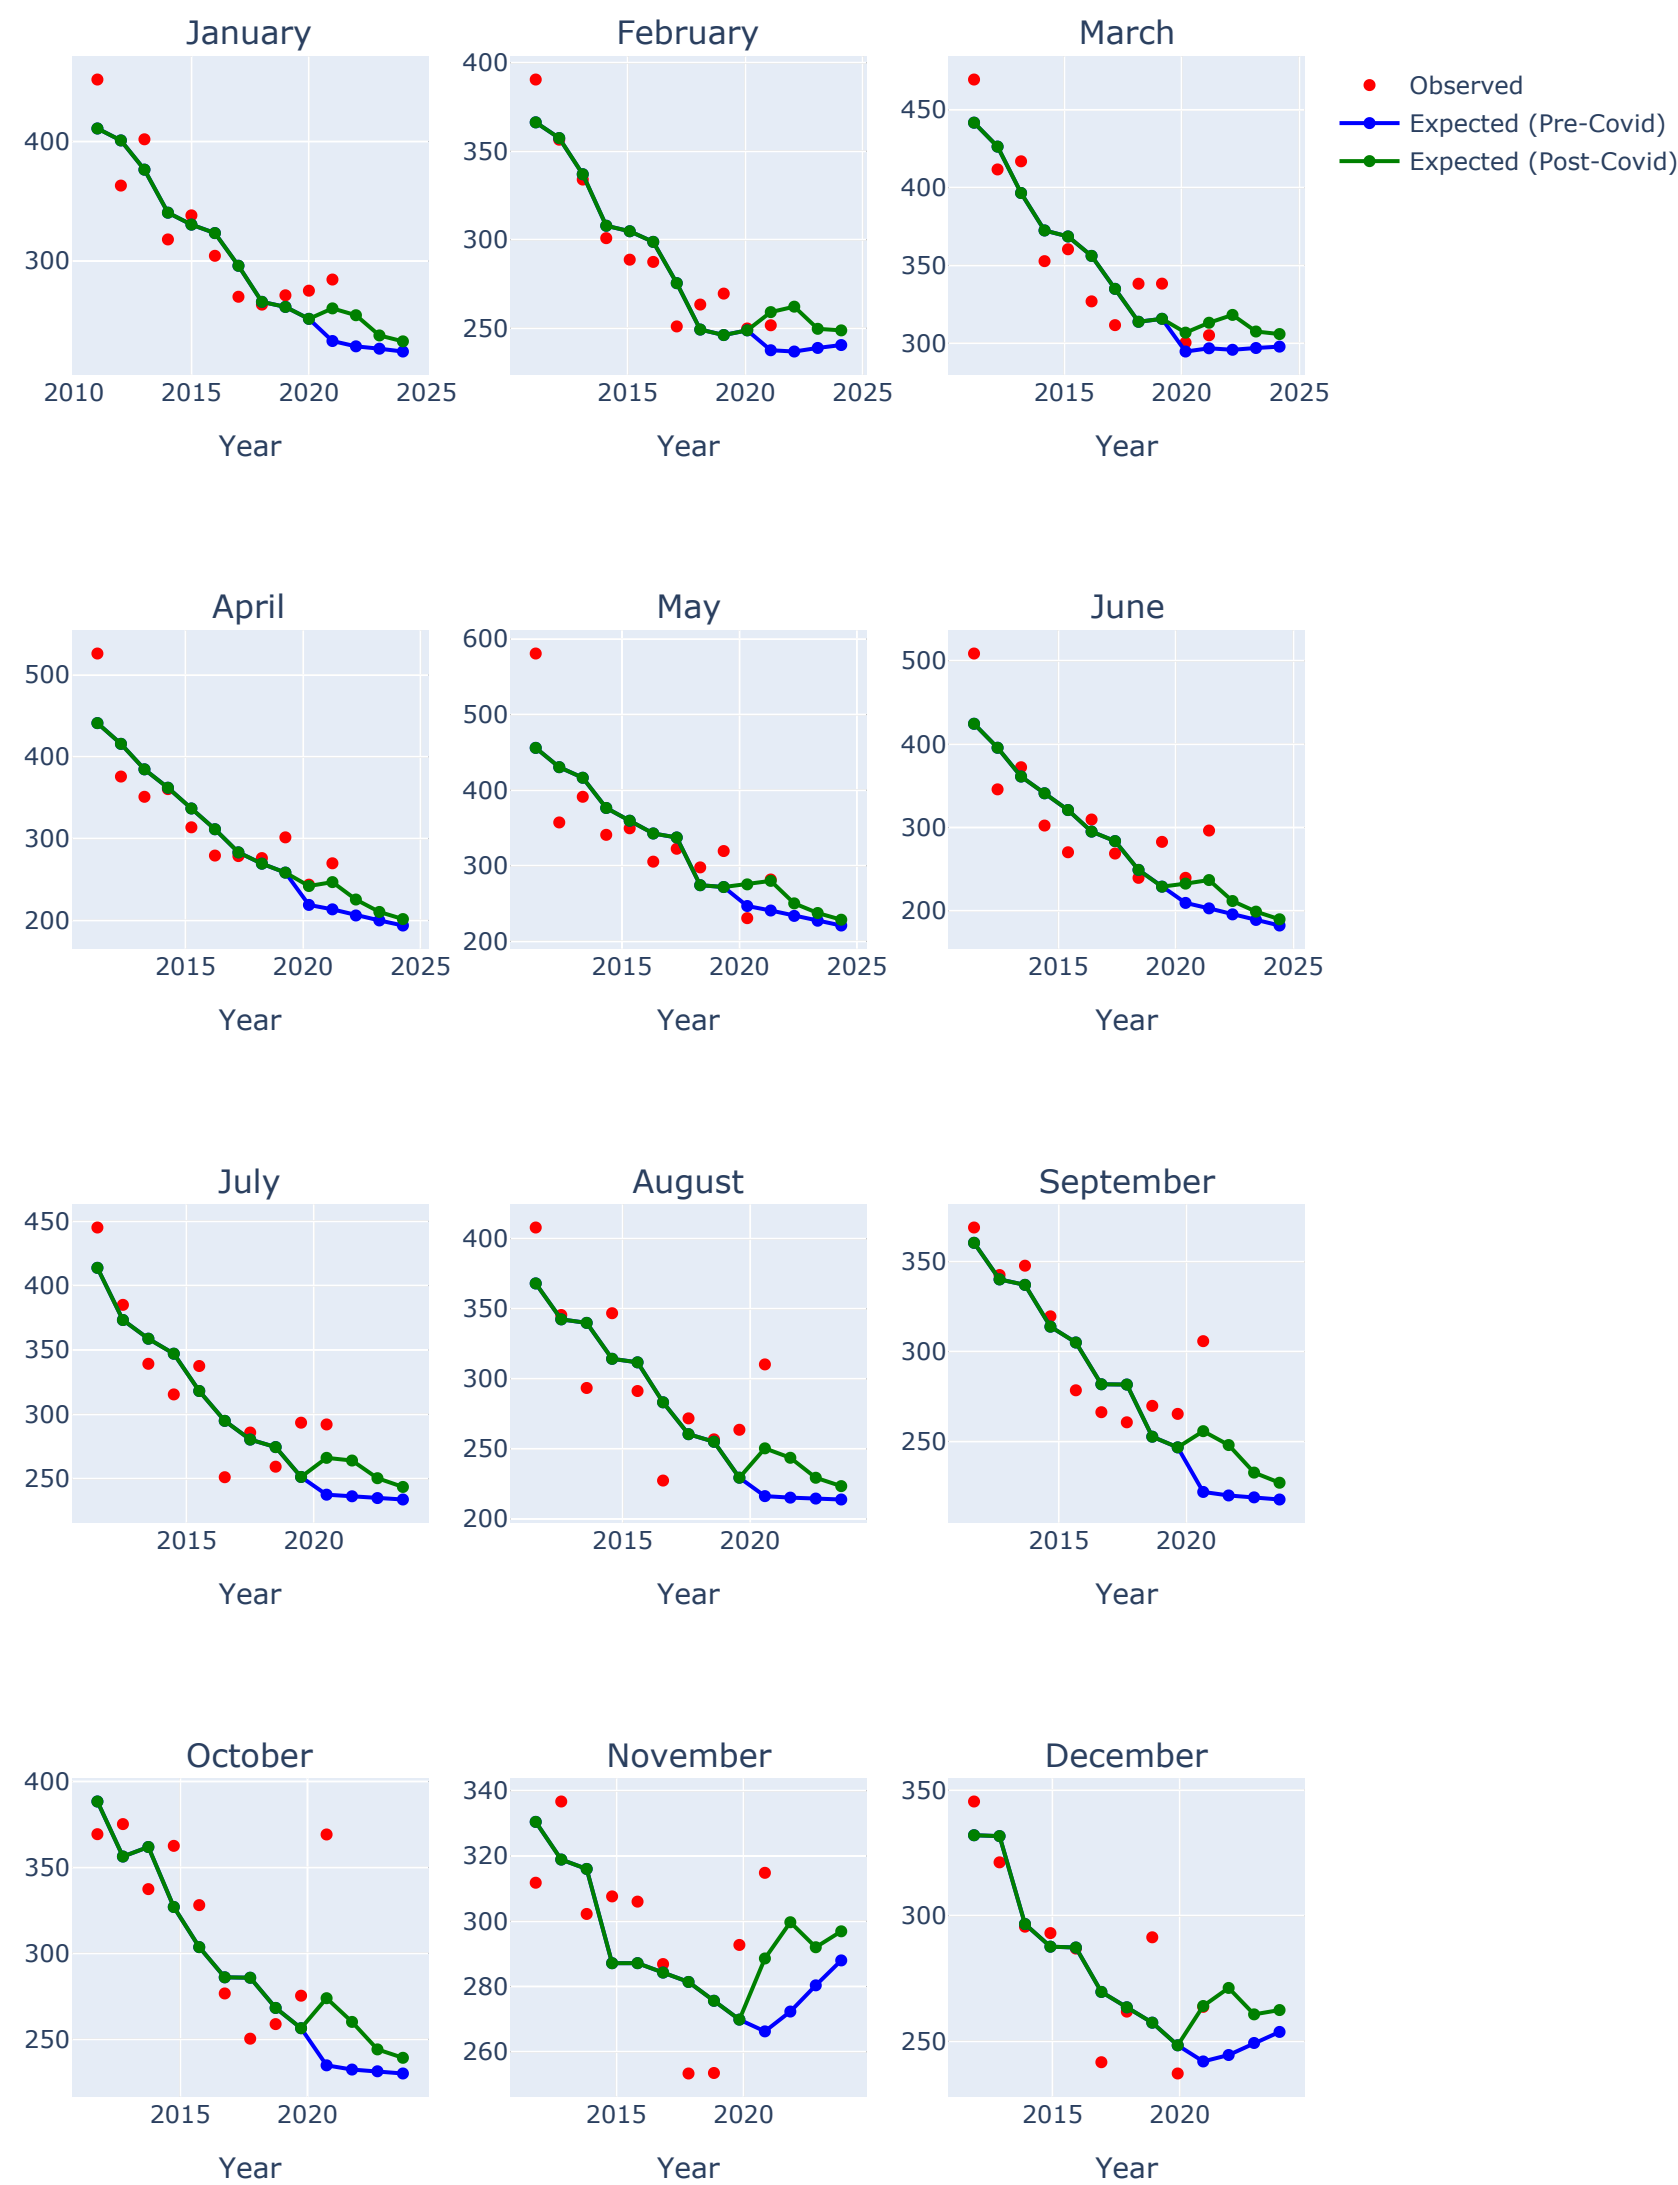 January
February
March
400
300
2010
2015
2020
2025
Year
400
350
300
250
2015
2020
2025
Year
450
400
350
300
2015
2020
2025
Year
Observed
Expected (Pre-Covid)
Expected (Post-Covid)
April
May
June
500
400
300
200
2015
2020
2025
Year
600
500
400
300
200
2015
2020
2025
Year
500
400
300
200
2015
2020
2025
Year
July
August
September
450
400
350
300
250
2015
2020
Year
400
350
300
250
200
2015
2020
Year
350
300
250
2015
2020
Year
October
November
December
400
350
300
250
2015
2020
Year
340
320
300
280
260
2015
2020
Year
350
300
250
2015
2020
Year